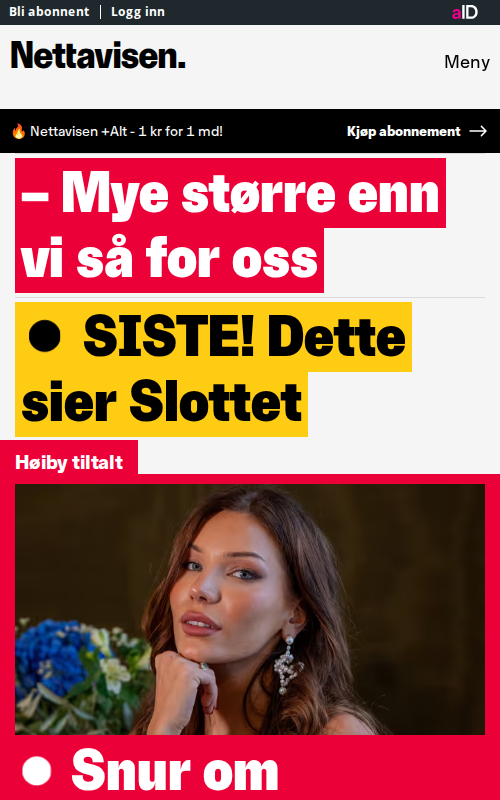 Bli abonnent | Logg inn
aID
Nettavisen.
Meny
🔥 Nettavisen +Alt - 1 kr for 1 md!
Kjøp abonnement →
– Mye større enn
vi så for oss
● SISTE! Dette
sier Slottet
Høiby tiltalt
● Snur om